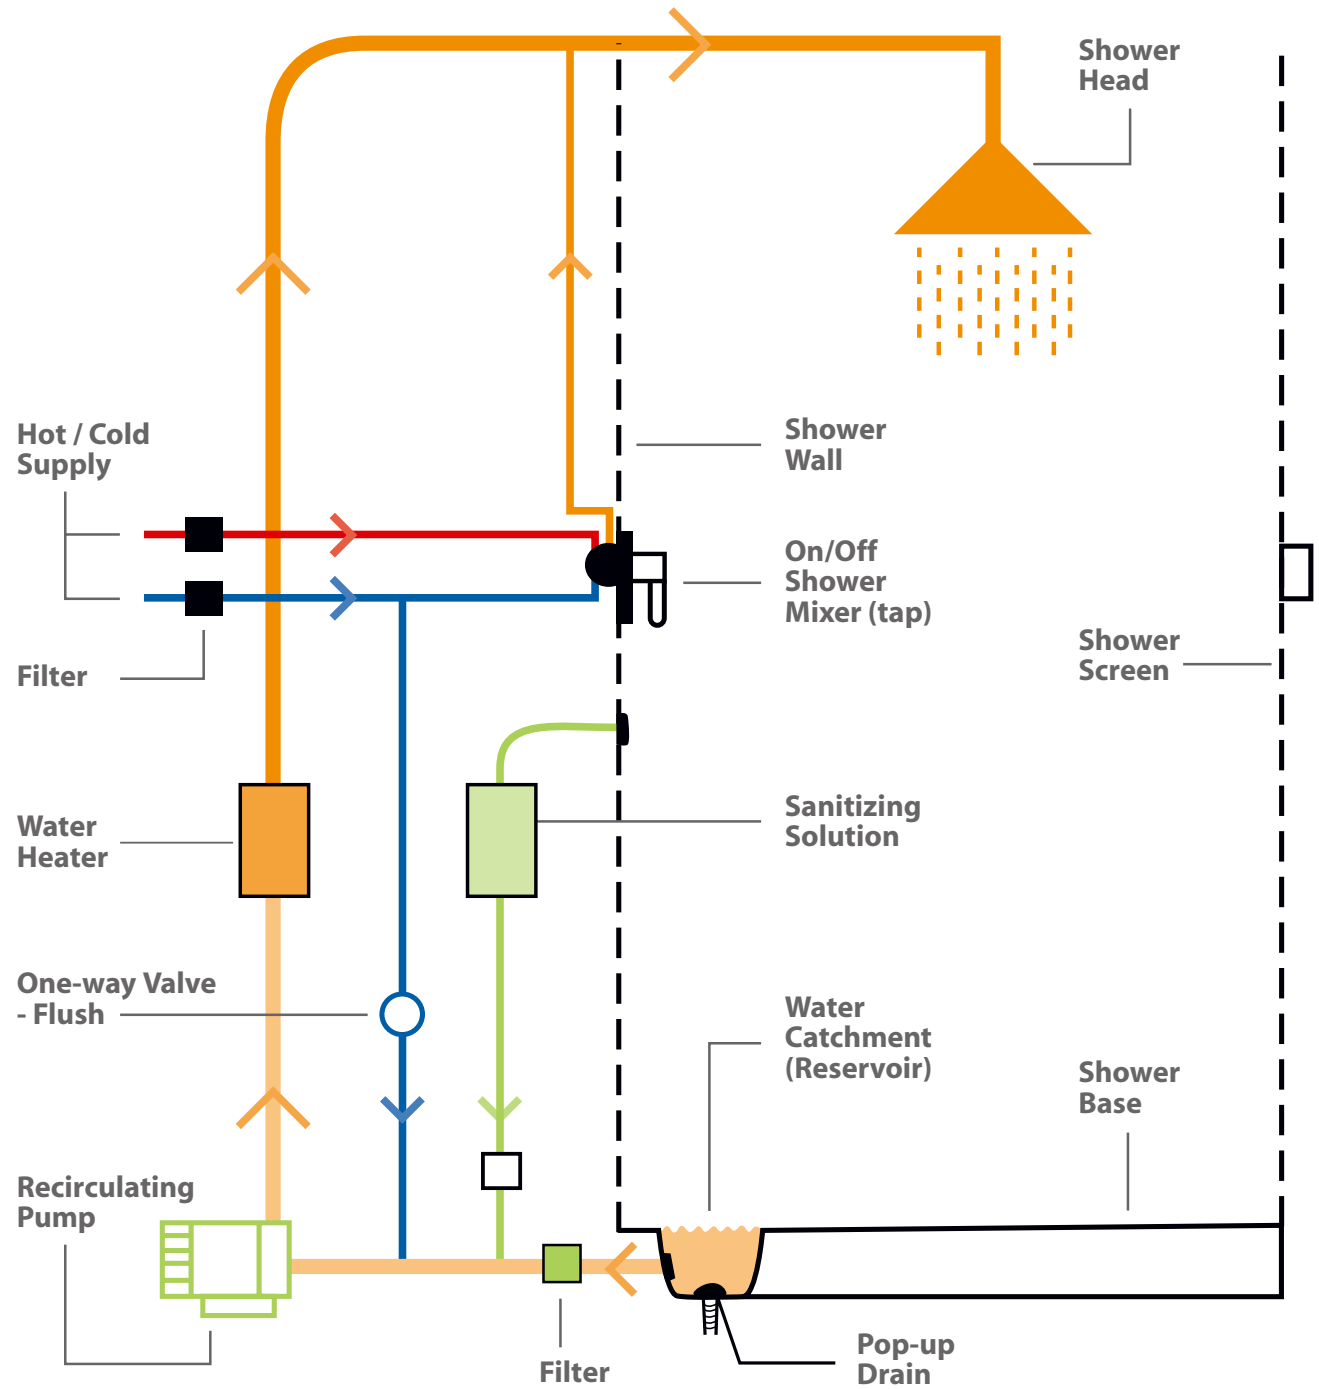 Shower
Head
Hot / Cold
Supply
Shower
Wall
On/Off
Shower
Mixer (tap)
Shower
Screen
Filter
Sanitizing
Solution
Water
Heater
One-way Valve
- Flush
Water
Catchment
(Reservoir)
Shower
Base
Recirculating
Pump
Filter
Pop-up
Drain